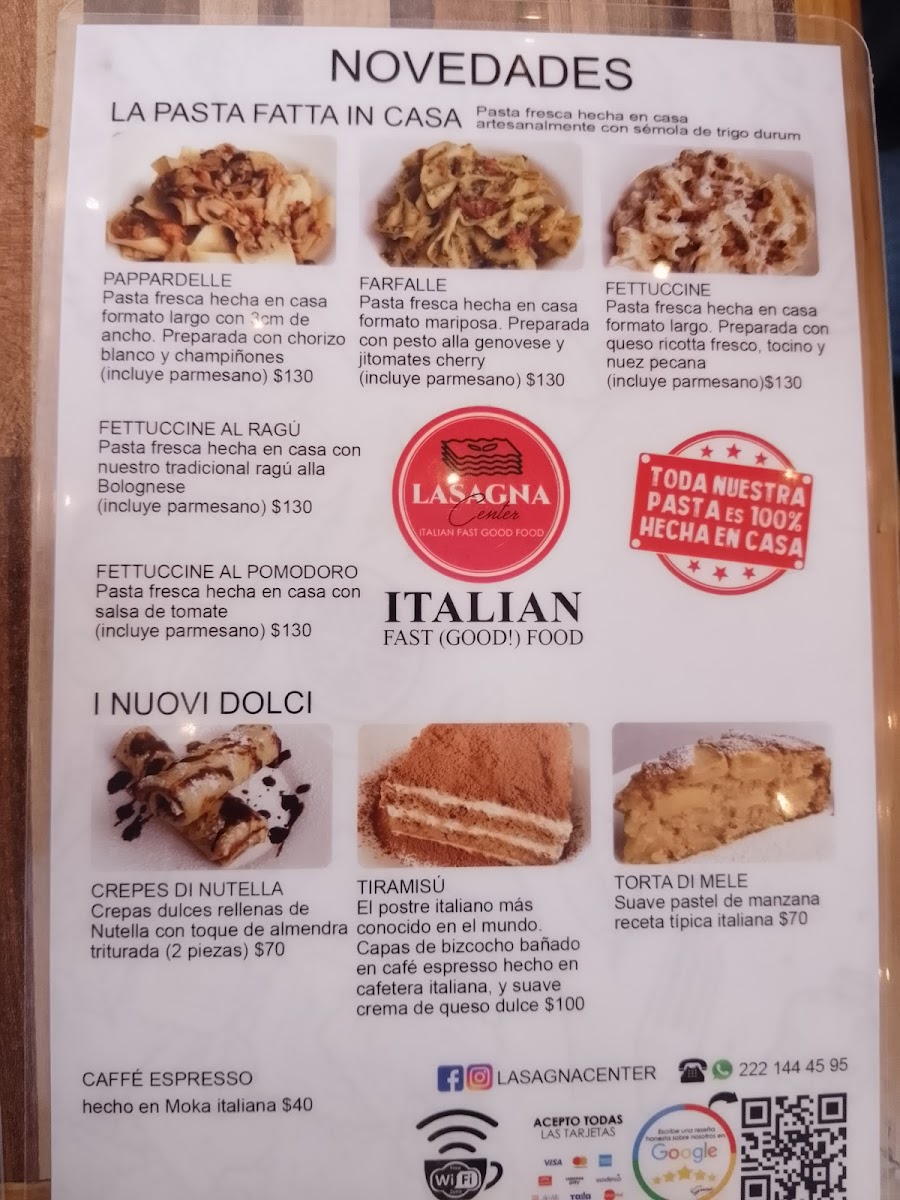 NOVEDADES
LA PASTA FATTA IN CASA
Pasta fresca hecha en casa
artesanalmente con sémola de trigo durum
PAPPARDELLE
Pasta fresca hecha en casa
formato largo con 3cm de
ancho. Preparada con chorizo
blanco y champiñones
(incluye parmesano) $130
FARFALLE
Pasta fresca hecha en casa
formato mariposa. Preparada
con pesto alla genovese y
jitomates cherry
(incluye parmesano) $130
FETTUCCINE
Pasta fresca hecha en casa
formato largo. Preparada con
queso ricotta fresco, tocino y
nuez pecana
(incluye parmesano)$130
FETTUCCINE AL RAGÚ
Pasta fresca hecha en casa con
nuestro tradicional ragú alla
Bolognese
(incluye parmesano) $130
LASAGNA
Center
ITALIAN FAST GOOD FOOD
TODA NUESTRA
PASTA ES 100%
HECHA EN CASA
FETTUCCINE AL POMODORO
Pasta fresca hecha en casa con
salsa de tomate
(incluye parmesano) $130
ITALIAN
FAST (GOOD!) FOOD
I NUOVI DOLCI
CREPES DI NUTELLA
Crepas dulces rellenas de
Nutella con toque de almendra
triturada (2 piezas) $70
TIRAMISÚ
El postre italiano más
conocido en el mundo.
Capas de bizcocho bañado
en café espresso hecho en
cafetera italiana, y suave
crema de queso dulce $100
TORTA DI MELE
Suave pastel de manzana
receta típica italiana $70
CAFFÉ ESPRESSO
hecho en Moka italiana $40
LASAGNACENTER
222 144 45 95
Wi Fi
ACEPTO TODAS
LAS TARJETAS
VISA
Escribe una reseña
honesta sobre nosotros en
Google